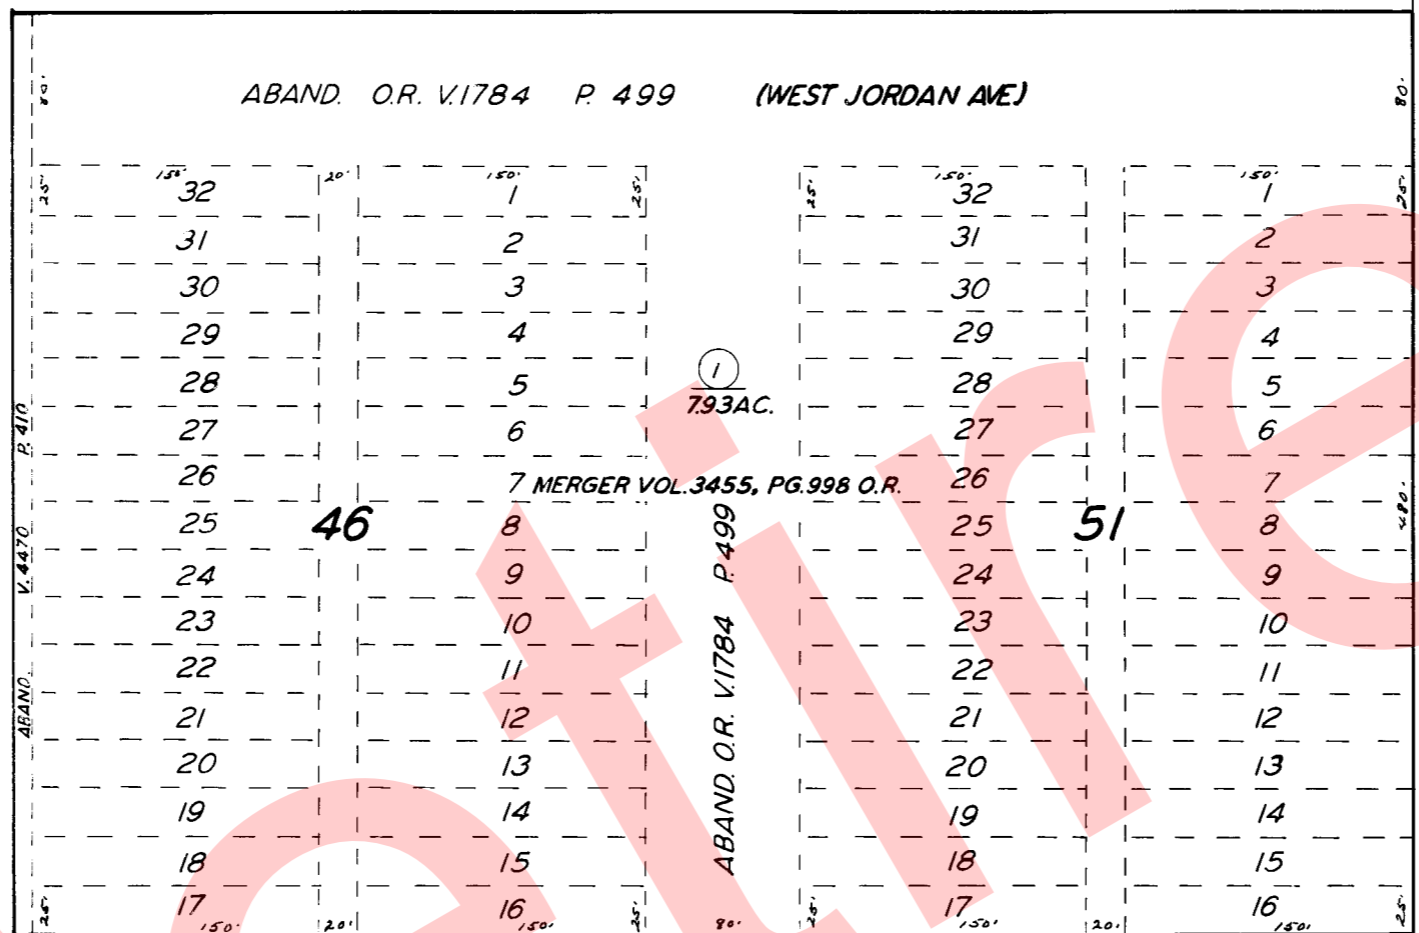 80' ABAND. O.R. V.1784 P. 499 (WEST JORDAN AVE.) 80'
25' 150' 32 20' 150' 1 25' 25' 150' 32 150' 1 25'
31 2 31 2
30 3 30 3
29 4 29 4
1
28 5 28 5
7.93AC.
27 6 27 6
26 7 MERGER VOL.3455, PG.998 O.R. 26 7
25 46 8 25 51 8 480'
24 9 24 9
23 10 23 10
22 11 22 11
21 12 21 12
20 13 20 13
19 14 19 14
18 15 18 15
25' 17 150' 20' 16 150' 25' 80' 25' 17 150' 20' 16 150' 25'
ABAND. V. 4470 P. 410
ABAND. O.R. V.1784 P.499
etire